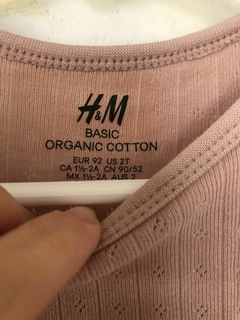 H&M
BASIC
ORGANIC COTTON
EUR 92 US 2T
CA 1½-2A CN 90/52
MX 1½-2A AUS 2